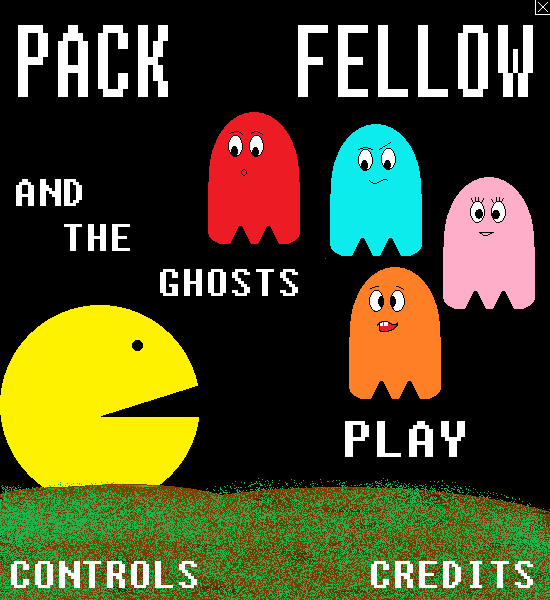 PACK FELLOW
AND
THE
GHOSTS
PLAY
CONTROLS CREDITS